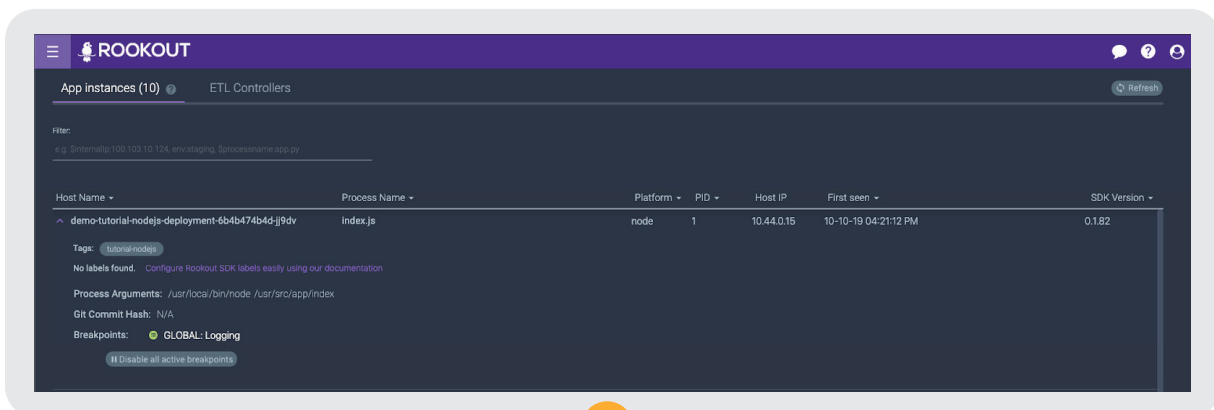 ROOKOUT
App instances (10) ETL Controllers Refresh
Filter:
e.g. $internalip:100.103.10.124, env:staging, $processname:app.py
Host Name Process Name Platform PID Host IP First seen SDK Version
demo-tutorial-nodejs-deployment-6b4b474b4d-jj9dv index.js node 1 10.44.0.15 10-10-19 04:21:12 PM 0.1.82
Tags: tutorial-nodejs
No labels found. Configure Rookout SDK labels easily using our documentation
Process Arguments: /usr/local/bin/node /usr/src/app/index
Git Commit Hash: N/A
Breakpoints: GLOBAL: Logging
Disable all active breakpoints